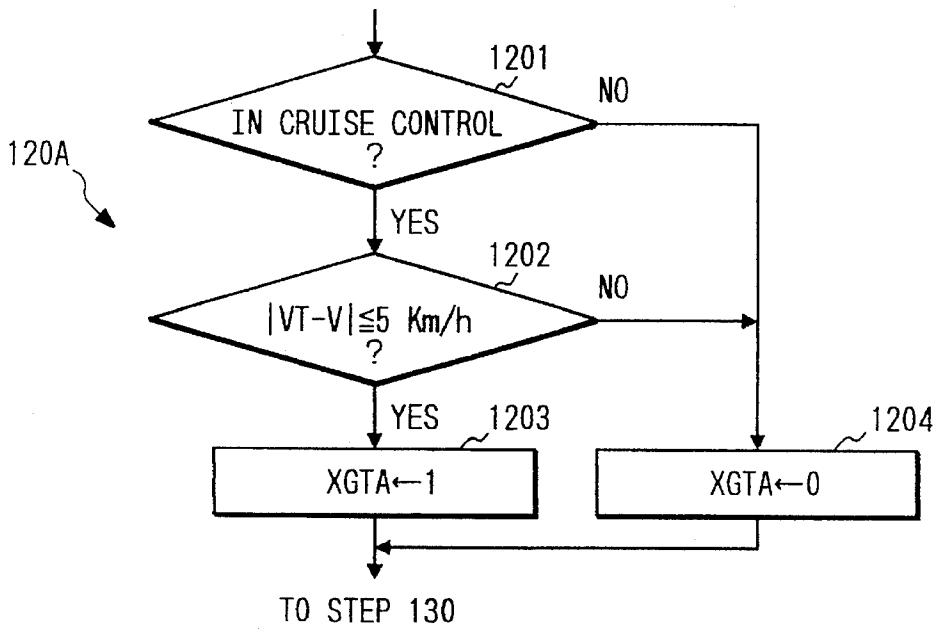 1201
IN CRUISE CONTROL
?
NO
120A
YES
1202
|VT-V|≦5 Km/h
?
NO
YES
1203
XGTA←1
1204
XGTA←0
TO STEP 130